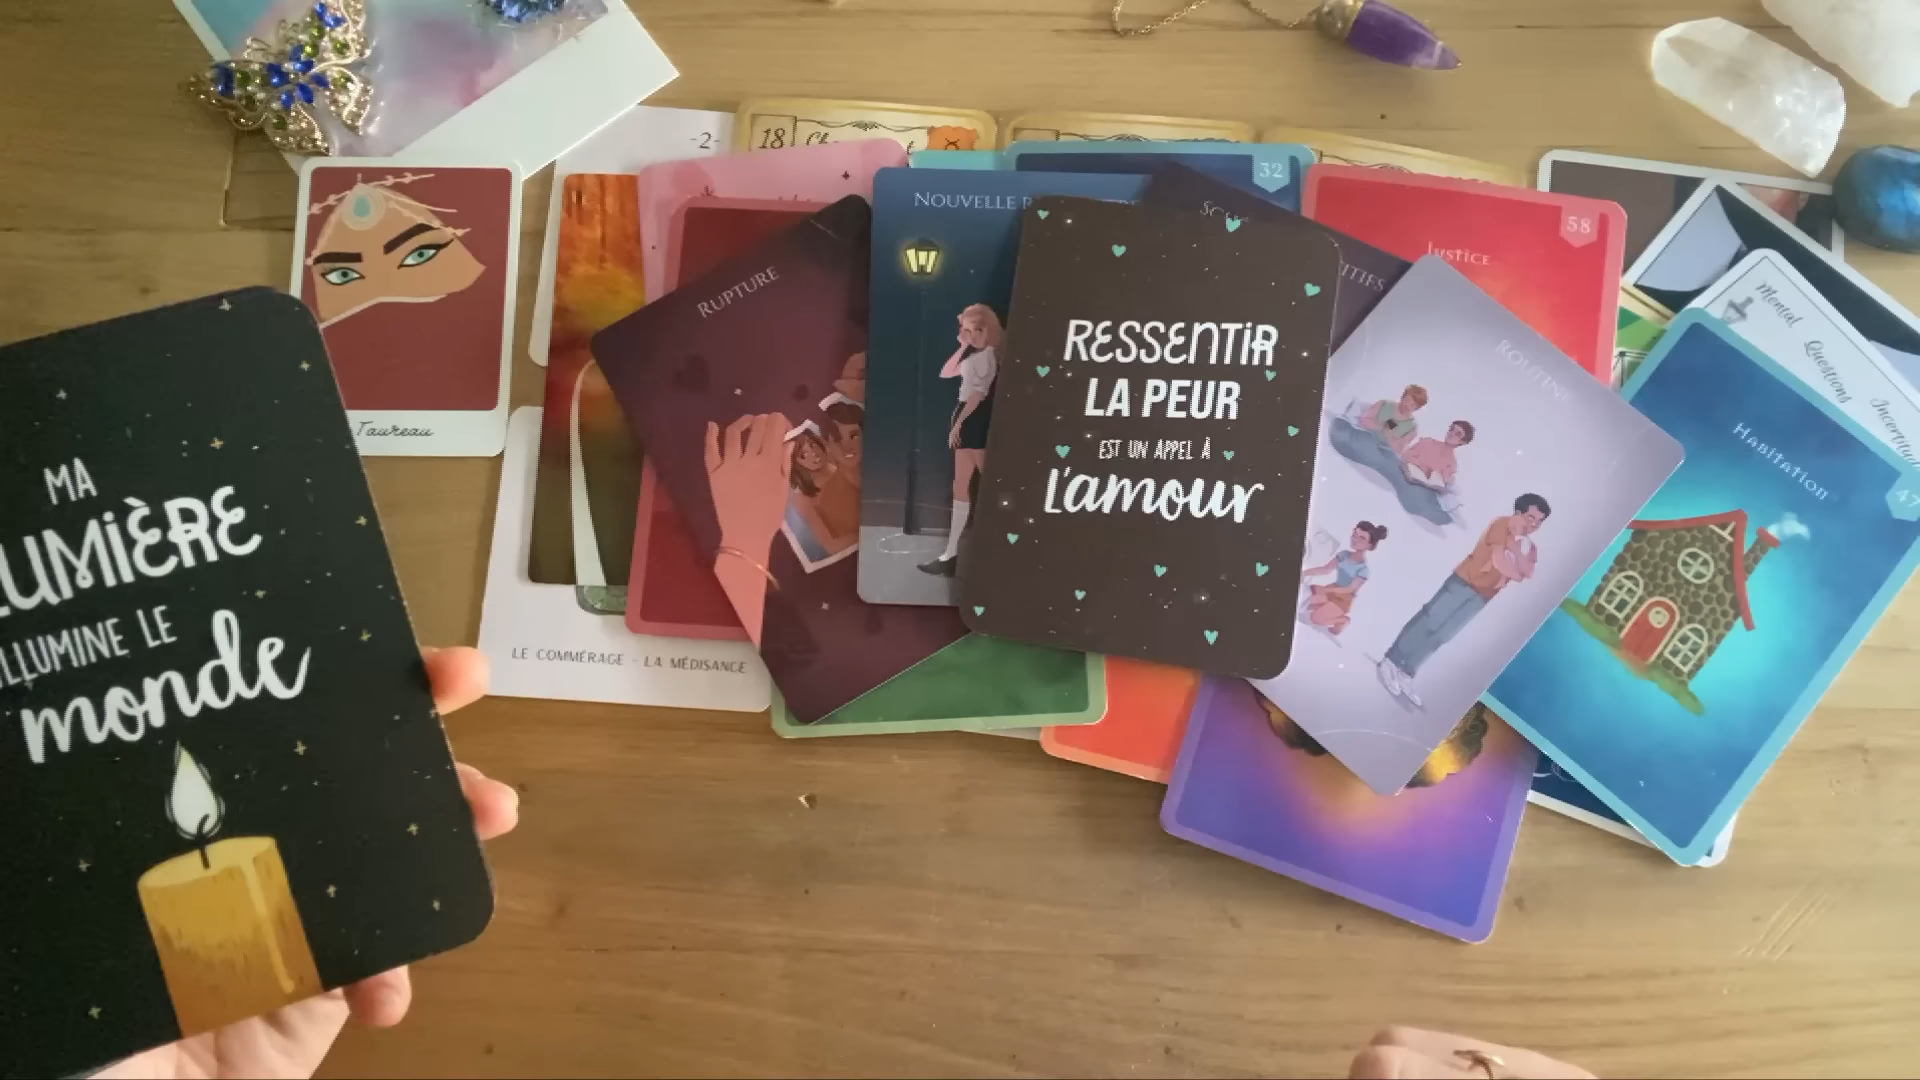 -2-
18
32
58
Justice
Nouvelle
Rupture
Routine
Taureau
Mental
Questions
Habitation
47
RESSENTIR
LA PEUR
EST UN APPEL À
L'amour
MA
LUMIÈRE
ILLUMINE LE
monde
LE COMMÉRAGE - LA MÉDISANCE